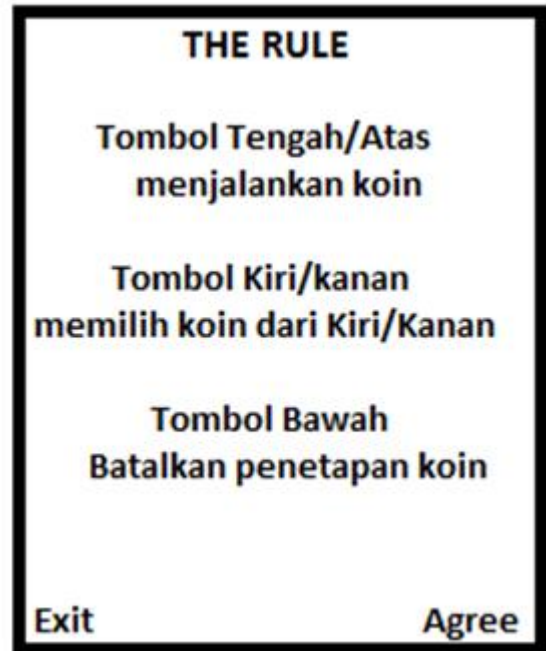 THE RULE
Tombol Tengah/Atas
menjalankan koin
Tombol Kiri/kanan
memilih koin dari Kiri/Kanan
Tombol Bawah
Batalkan penetapan koin
Exit Agree